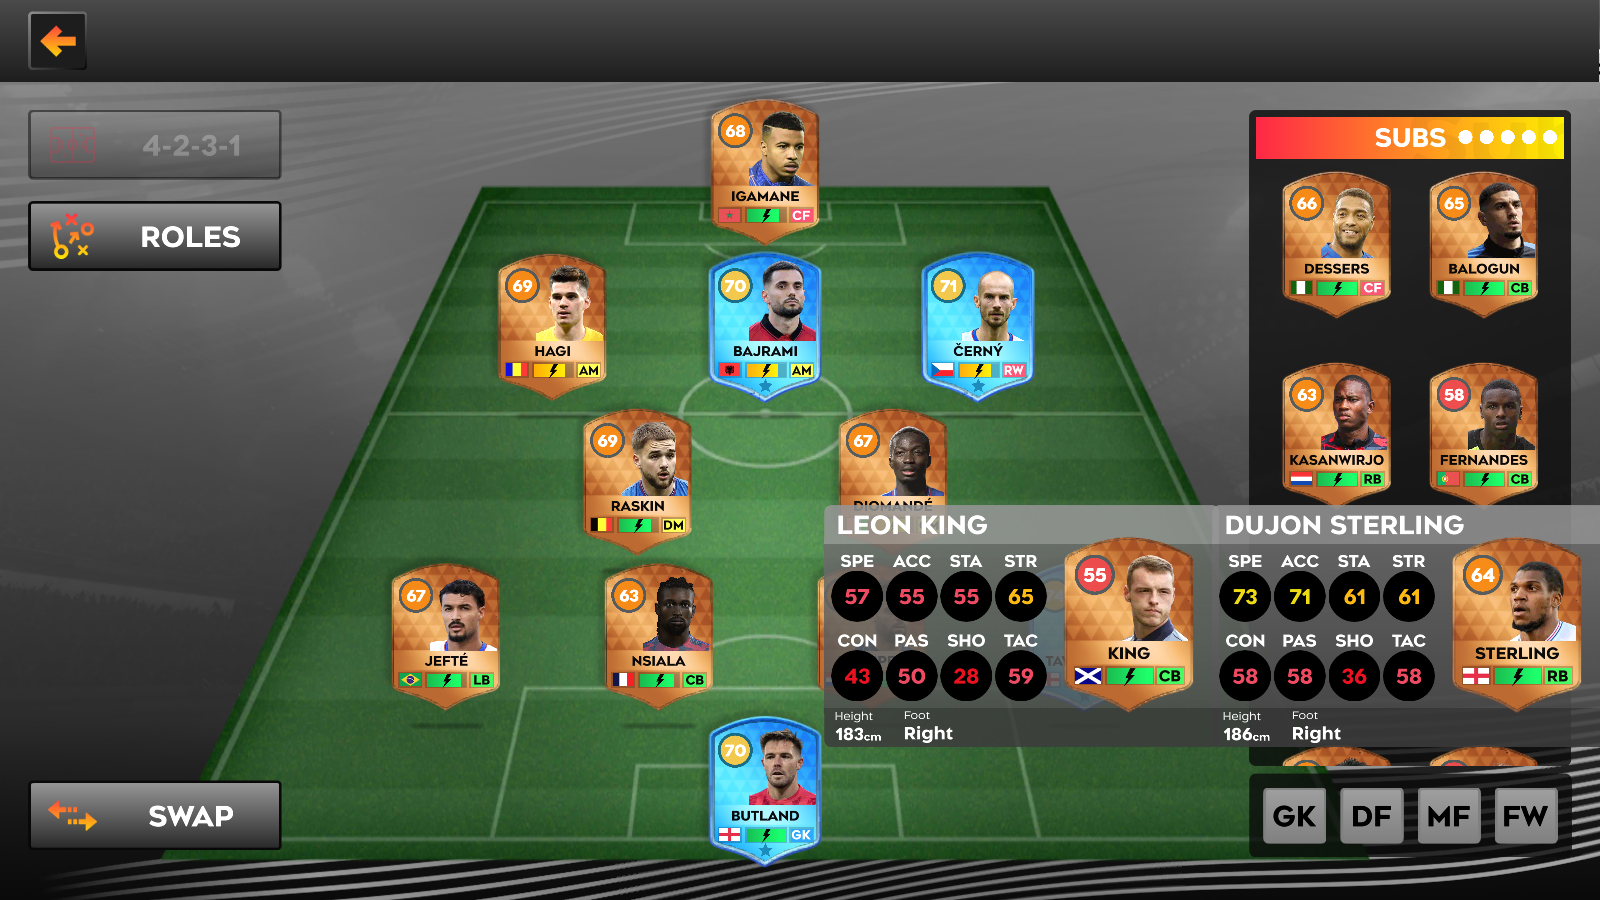 4-2-3-1
ROLES
SWAP
68
IGAMANE
CF
69
HAGI
AM
70
BAJRAMI
AM
71
ČERNÝ
RW
69
RASKIN
DM
67
DIOMANDÉ
67
JEFTÉ
LB
63
NSIALA
CB
70
BUTLAND
GK
SUBS
66
DESSERS
CF
65
BALOGUN
CB
63
KASANWIRJO
RB
58
FERNANDES
CB
LEON KING
SPE ACC STA STR
57 55 55 65
CON PAS SHO TAC
43 50 28 59
Height Foot
183cm Right
55
KING
CB
DUJON STERLING
SPE ACC STA STR
73 71 61 61
CON PAS SHO TAC
58 58 36 58
Height Foot
186cm Right
64
STERLING
RB
GK DF MF FW